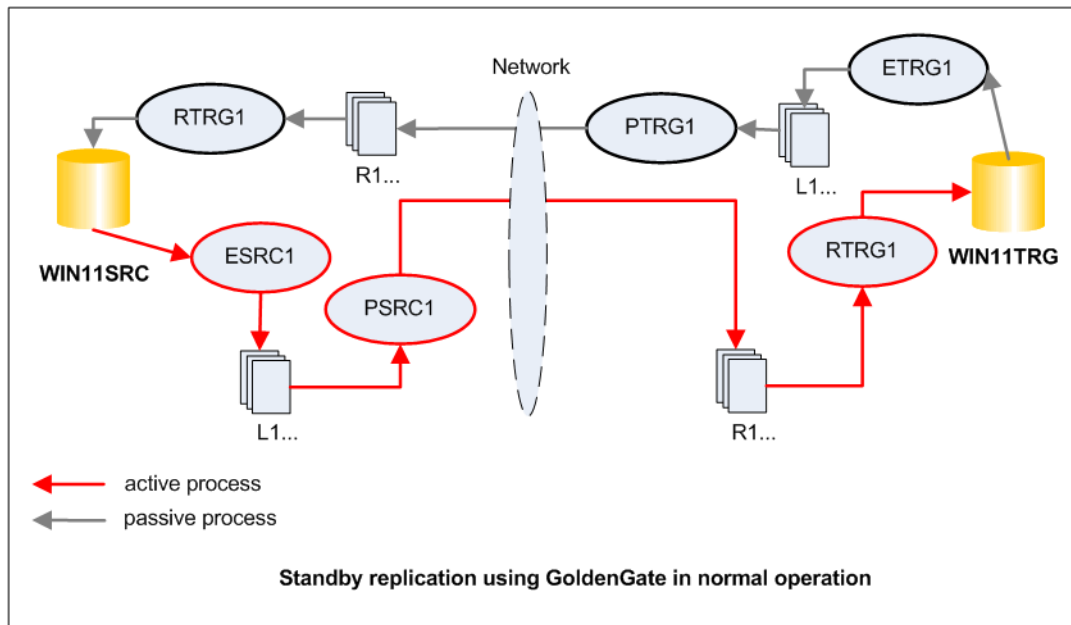 Network
ETRG1
RTRG1
PTRG1
R1...
L1...
WIN11SRC
ESRC1
PSRC1
RTRG1
WIN11TRG
L1...
R1...
active process
passive process
Standby replication using GoldenGate in normal operation